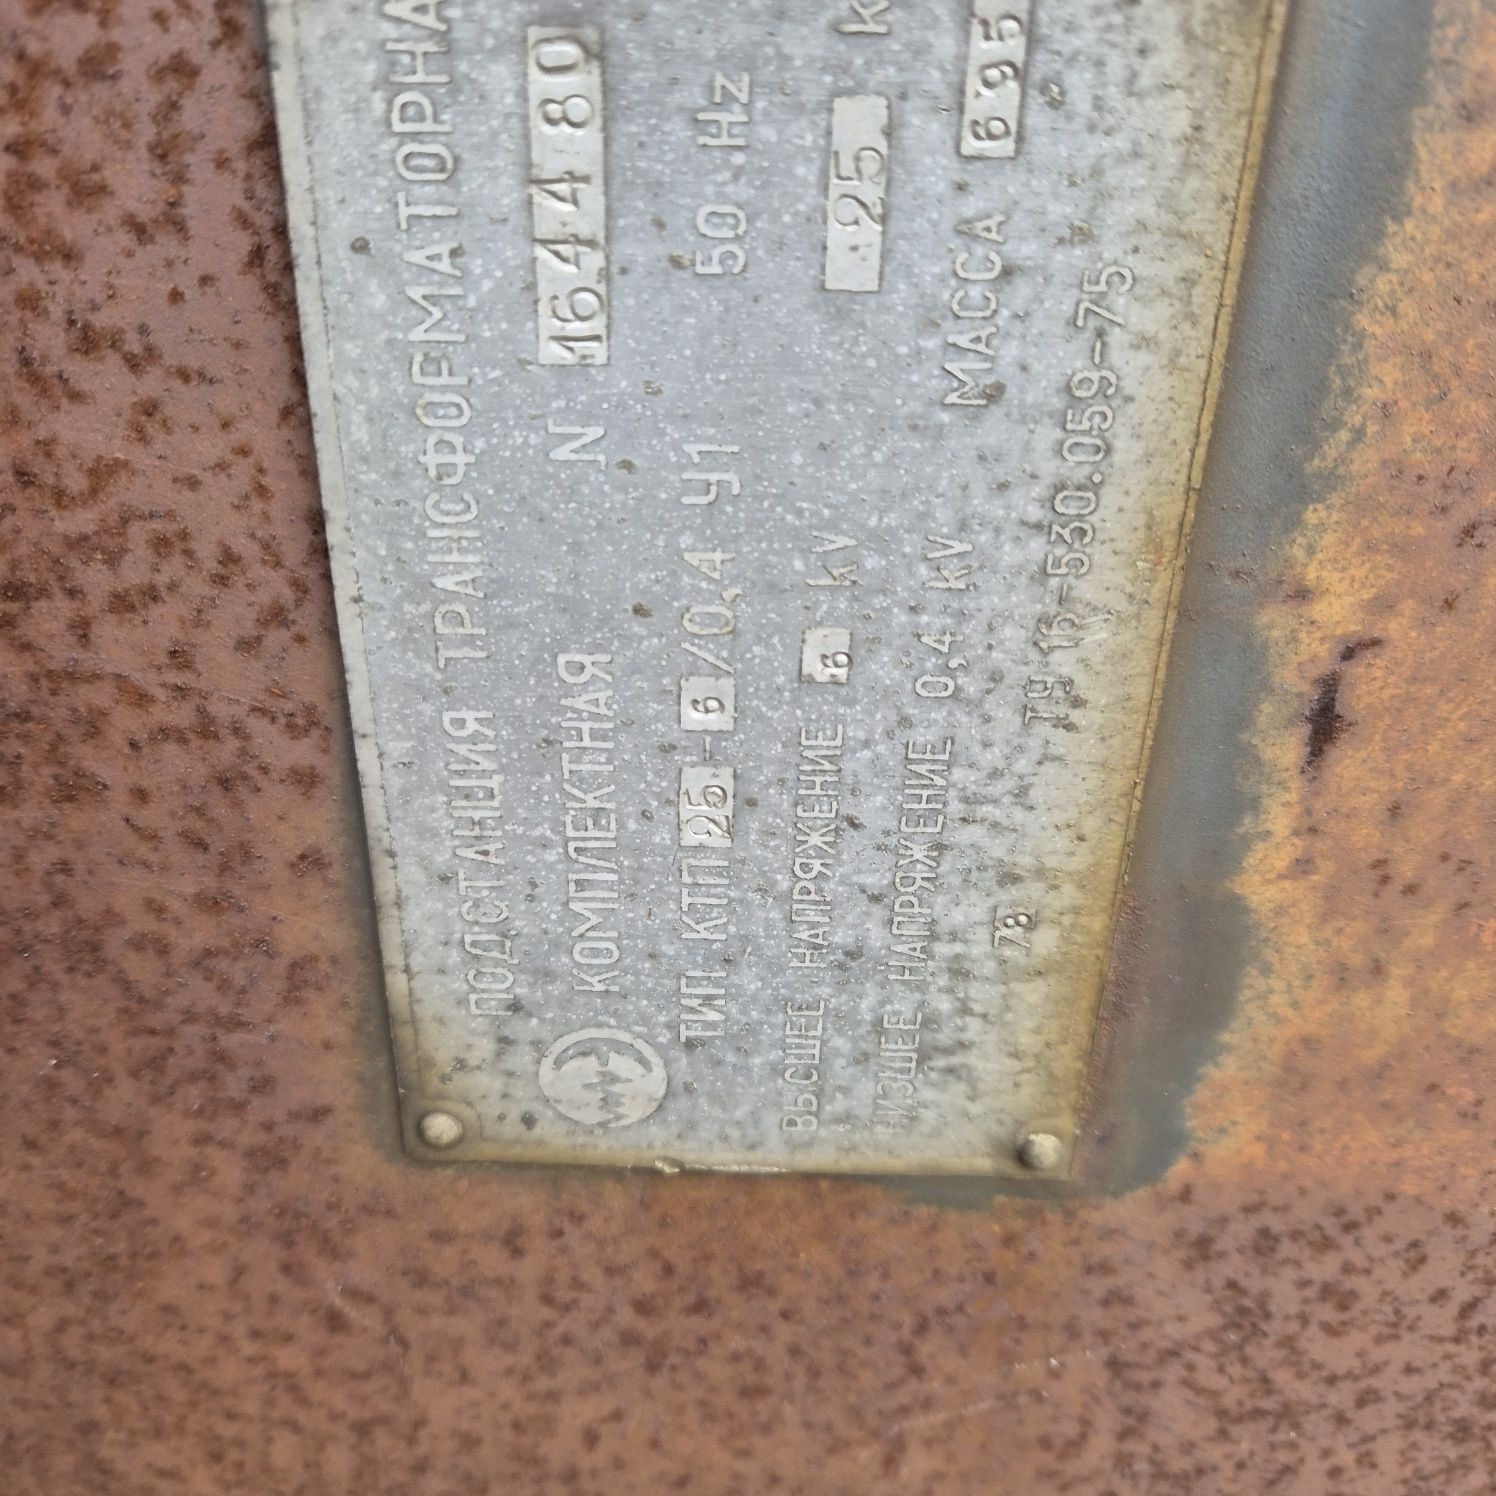 ПОДСТАНЦИЯ ТРАНСФОРМАТОРНА
КОМПЛЕКТНАЯ N 164480
ТИП КТП 25-6/0,4 У1 50 Hz
ВЫСШЕЕ НАПРЯЖЕНИЕ 6 kV 25 k
НИЗШЕЕ НАПРЯЖЕНИЕ 0,4 kV МАССА 695
78 ТУ 16-530.059-75